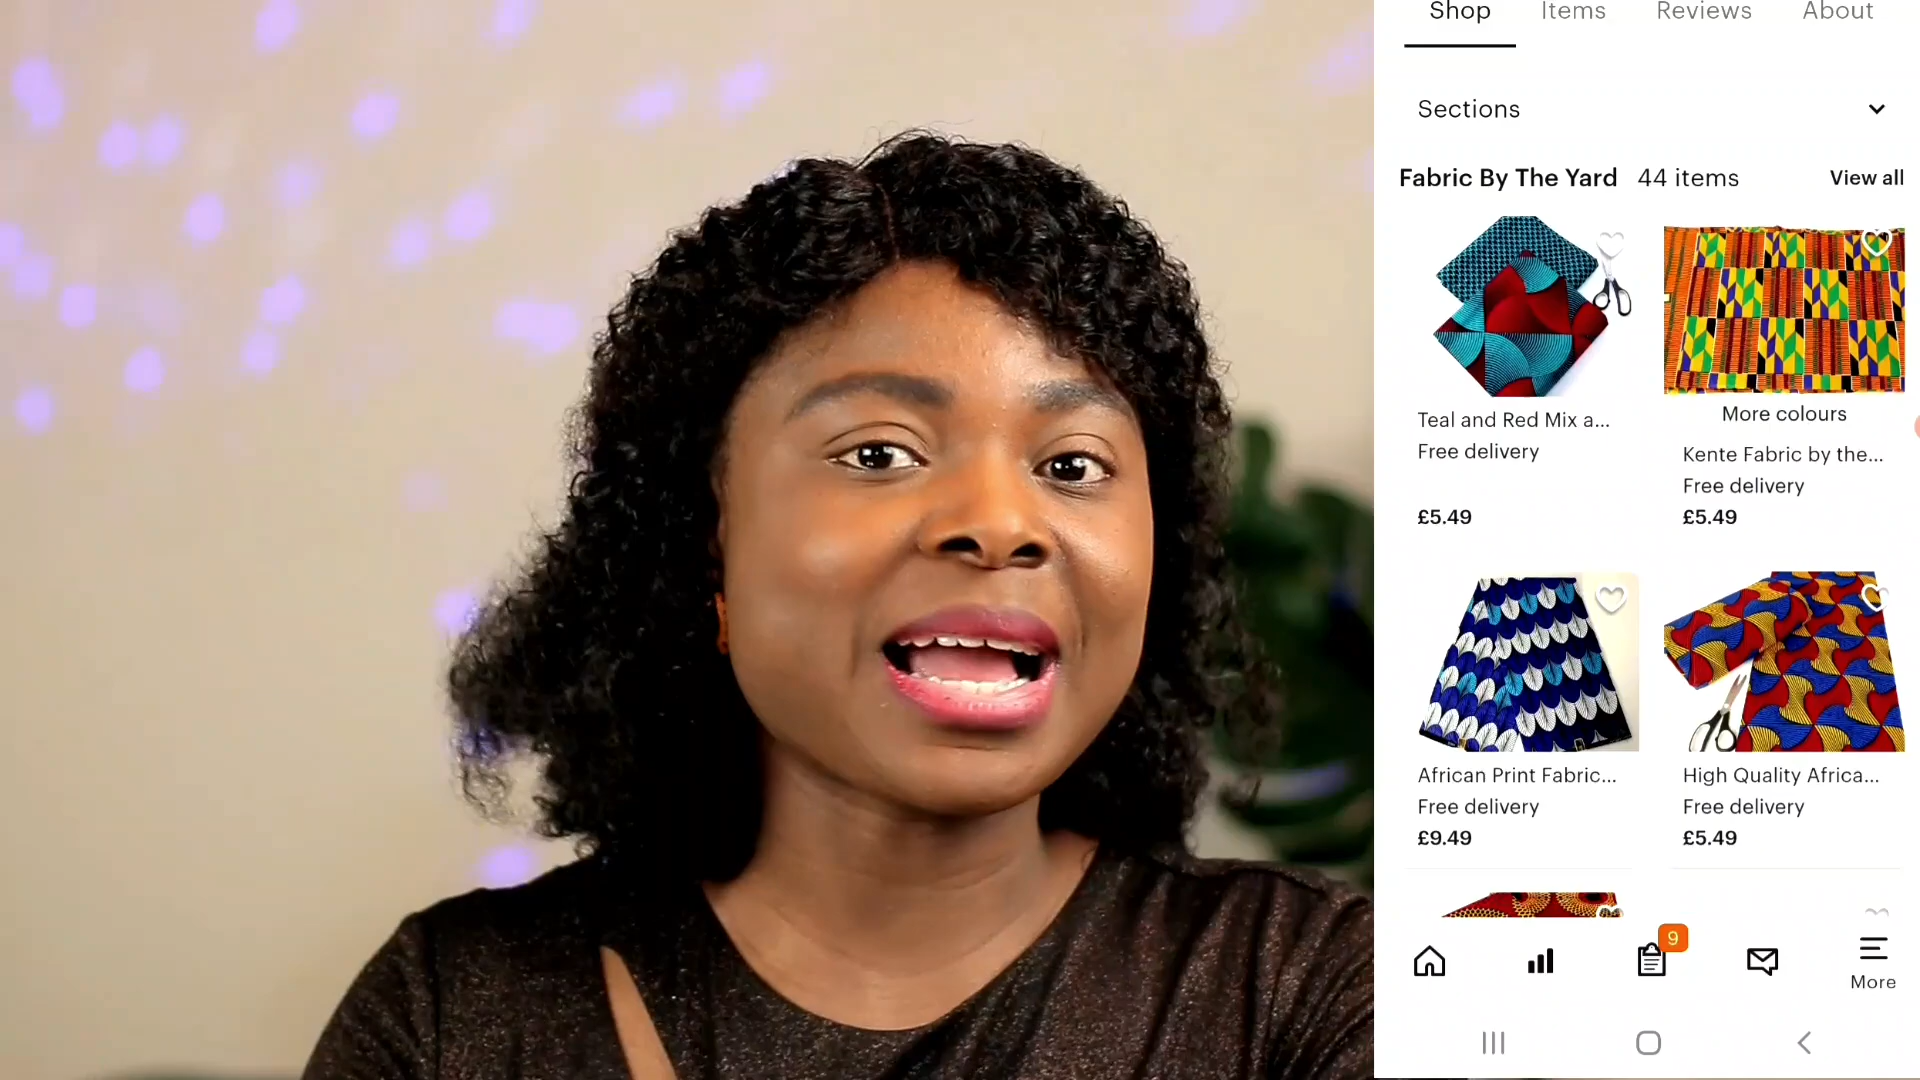 Shop Items Reviews About
Sections
Fabric By The Yard 44 items View all
Teal and Red Mix a...
Free delivery
£5.49
More colours
Kente Fabric by the...
Free delivery
£5.49
African Print Fabric...
Free delivery
£9.49
High Quality Africa...
Free delivery
£5.49
9
More